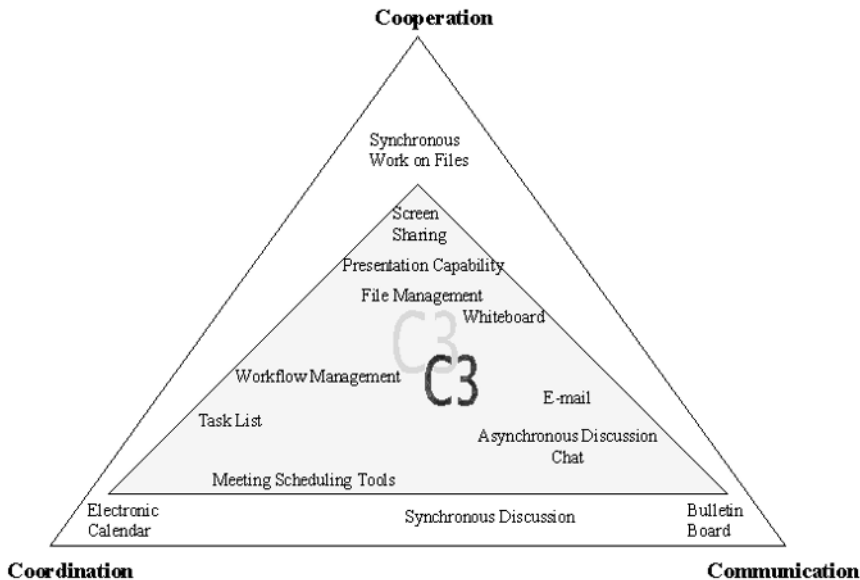 Cooperation
Synchronous
Work on Files
Screen
Sharing
Presentation Capability
File Management
Whiteboard
C3
C3
Workflow Management
E-mail
Task List
Asynchronous Discussion
Chat
Meeting Scheduling Tools
Electronic
Calendar
Synchronous Discussion
Bulletin
Board
Coordination
Communication